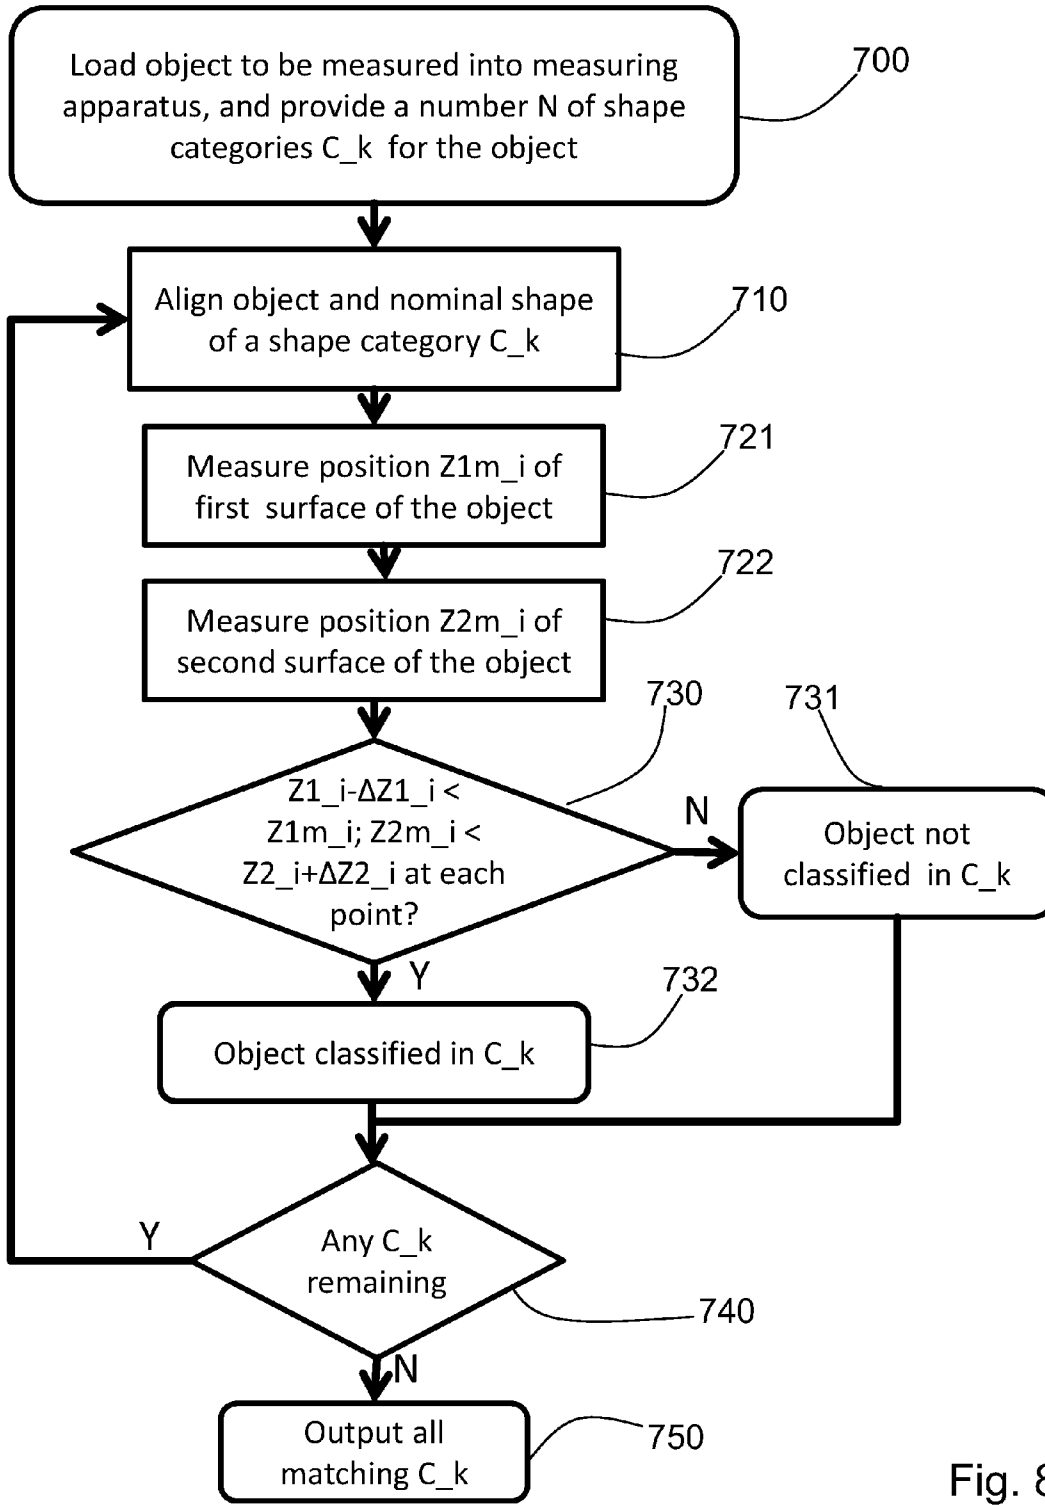 Load object to be measured into measuring
apparatus, and provide a number N of shape
categories C_k for the object
700
Align object and nominal shape
of a shape category C_k
710
Measure position Z1m_i of
first surface of the object
721
Measure position Z2m_i of
second surface of the object
722
Z1_i-ΔZ1_i <
Z1m_i; Z2m_i <
Z2_i+ΔZ2_i at each
point?
730
N
Object not
classified in C_k
731
Y
Object classified in C_k
732
Any C_k
remaining
740
Y
N
Output all
matching C_k
750
Fig. 8